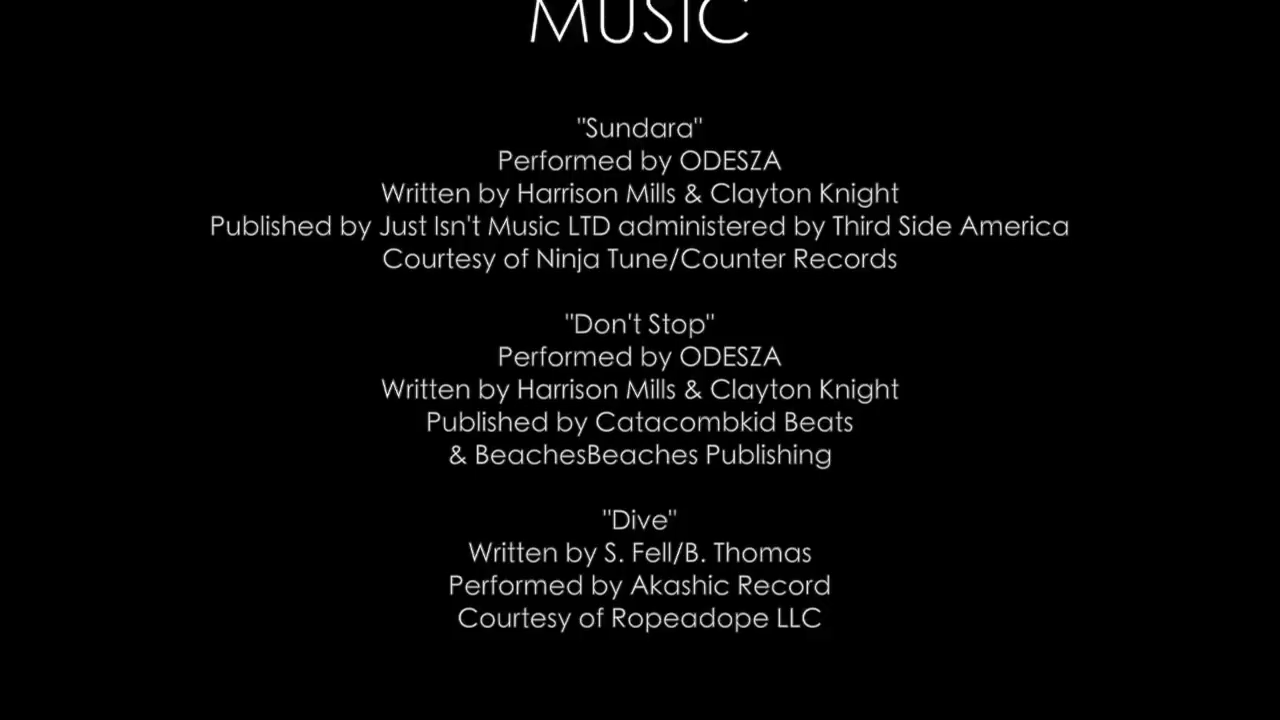 MUSIC
"Sundara"
Performed by ODESZA
Written by Harrison Mills & Clayton Knight
Published by Just Isn't Music LTD administered by Third Side America
Courtesy of Ninja Tune/Counter Records
"Don't Stop"
Performed by ODESZA
Written by Harrison Mills & Clayton Knight
Published by Catacombkid Beats
& BeachesBeaches Publishing
"Dive"
Written by S. Fell/B. Thomas
Performed by Akashic Record
Courtesy of Ropeadope LLC